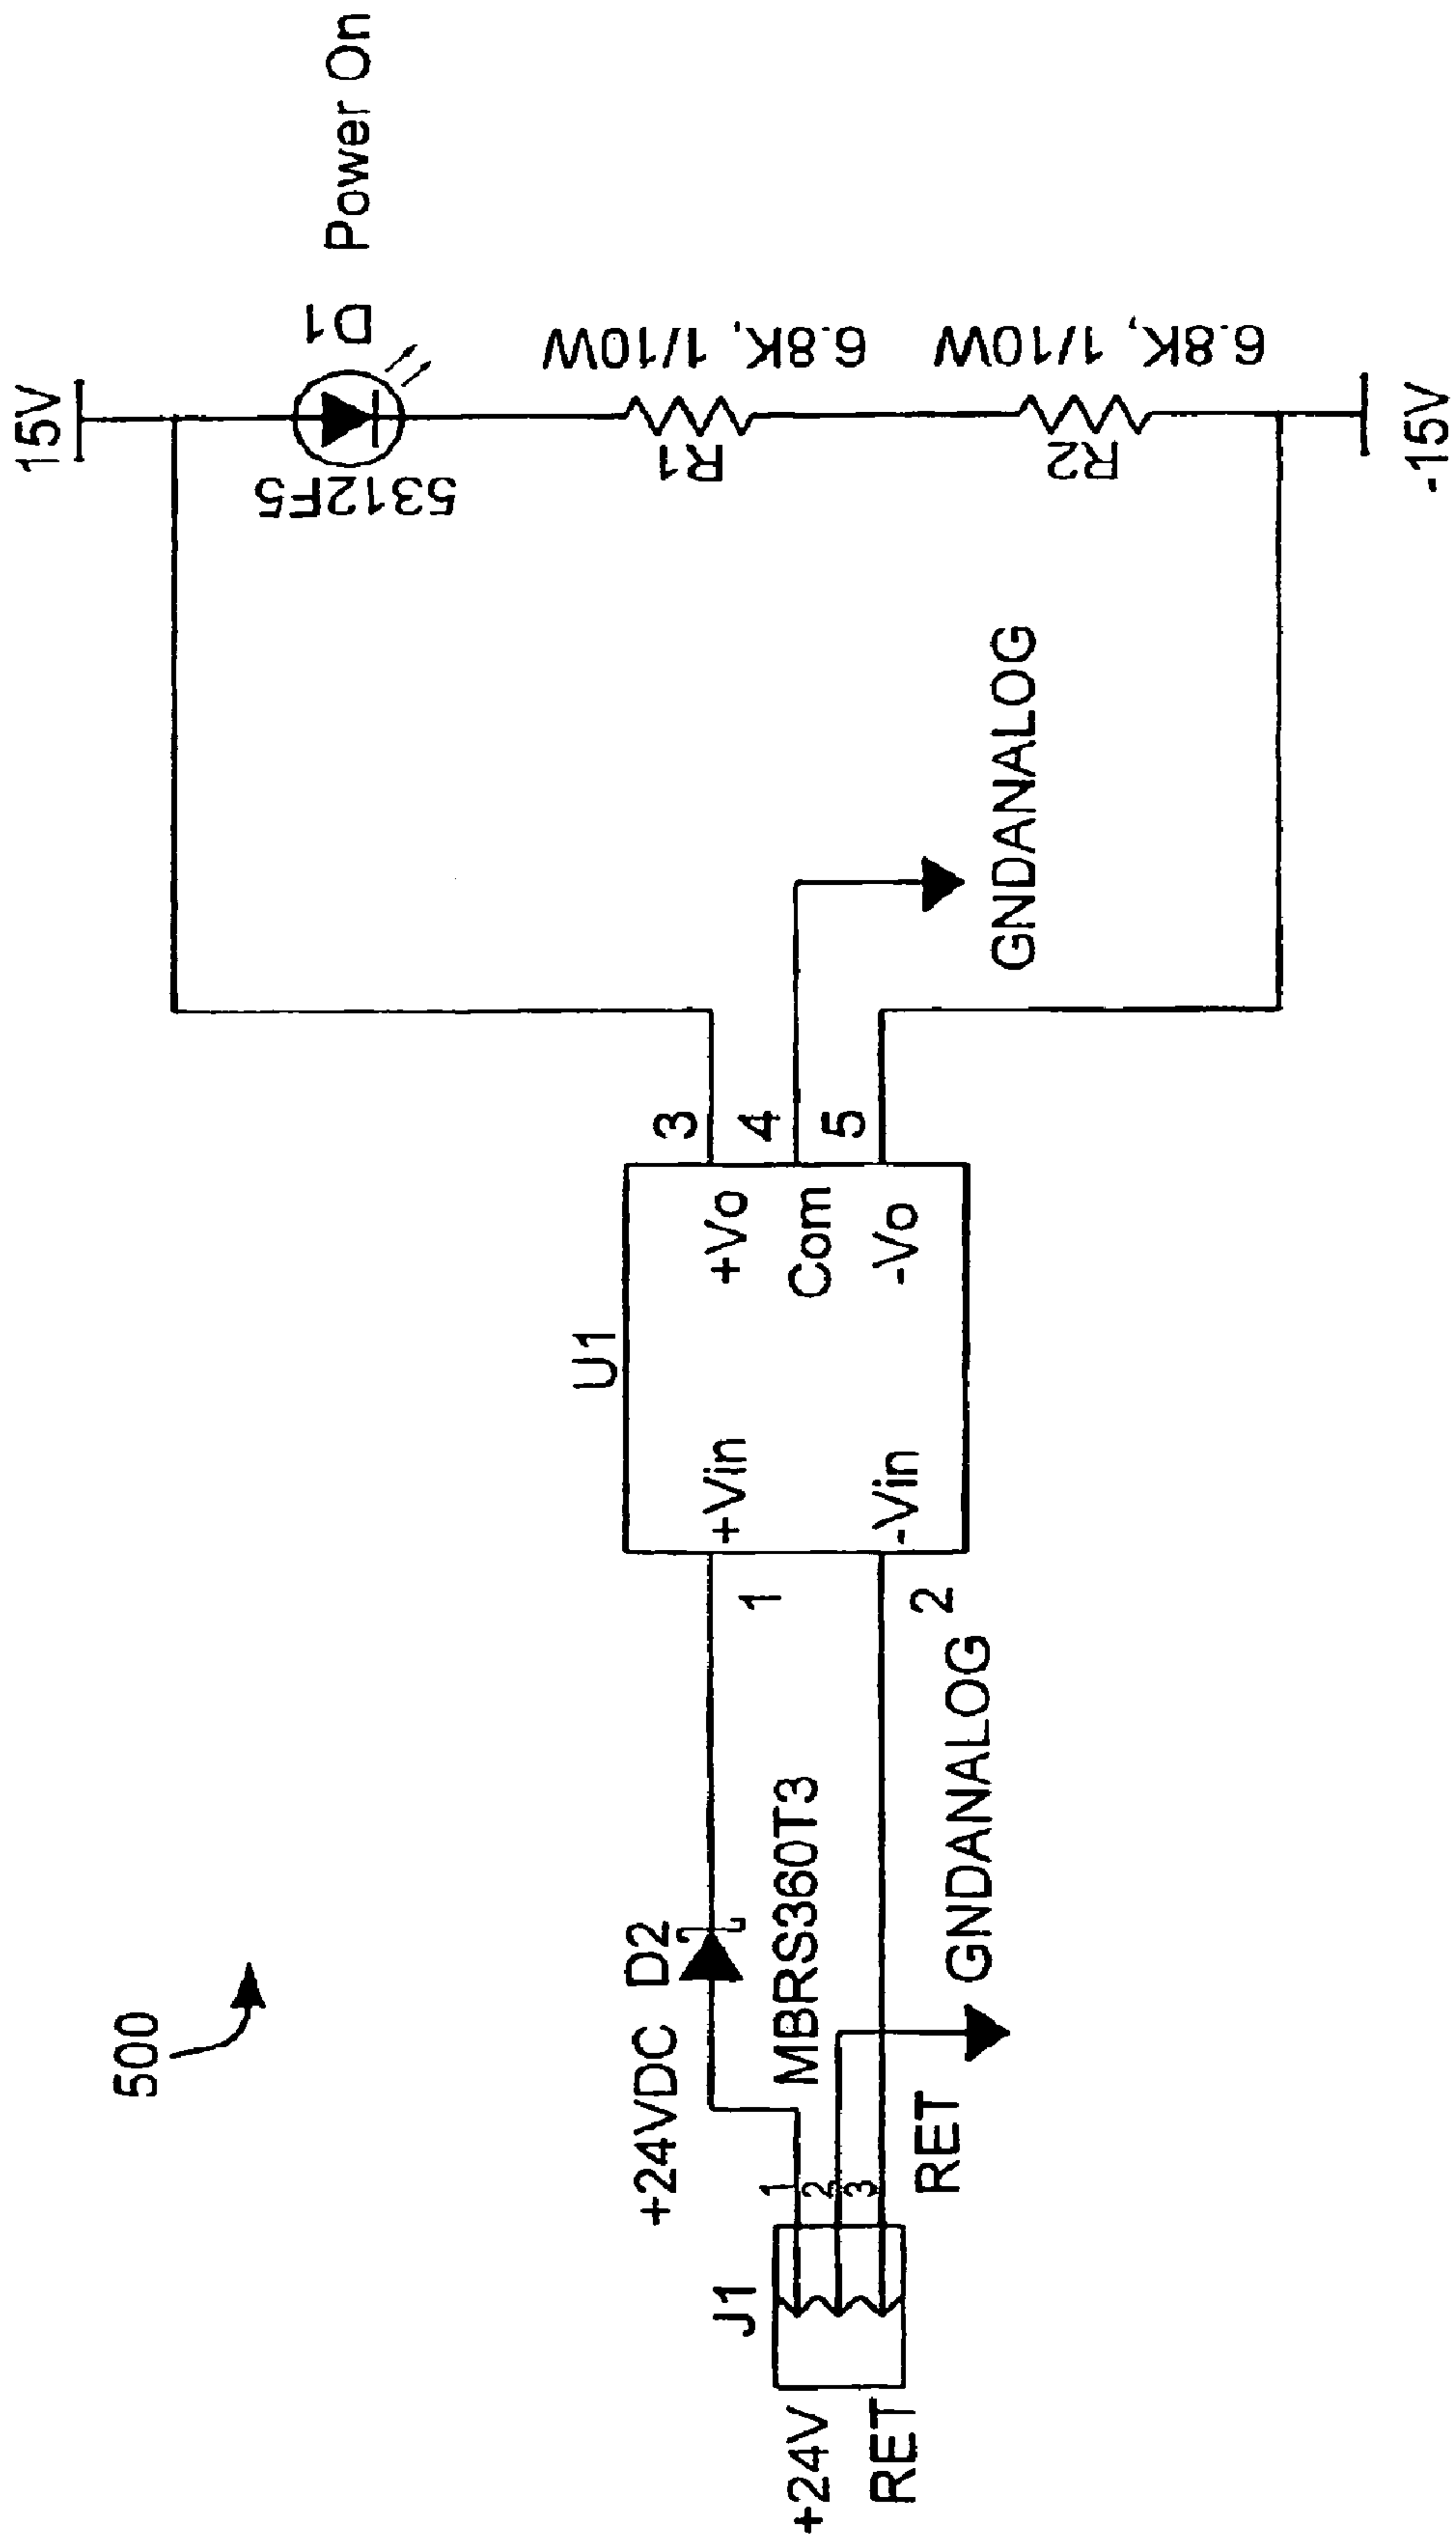 500
+24V
RET
J1
1
2
3
+24VDC
RET
D2
MBRS360T3
GNDANALOG
1
2
U1
+Vin
-Vin
+Vo
Com
-Vo
3
4
5
GNDANALOG
15V
D1
5312F5
Power On
R1
6.8K, 1/10W
R2
6.8K, 1/10W
-15V